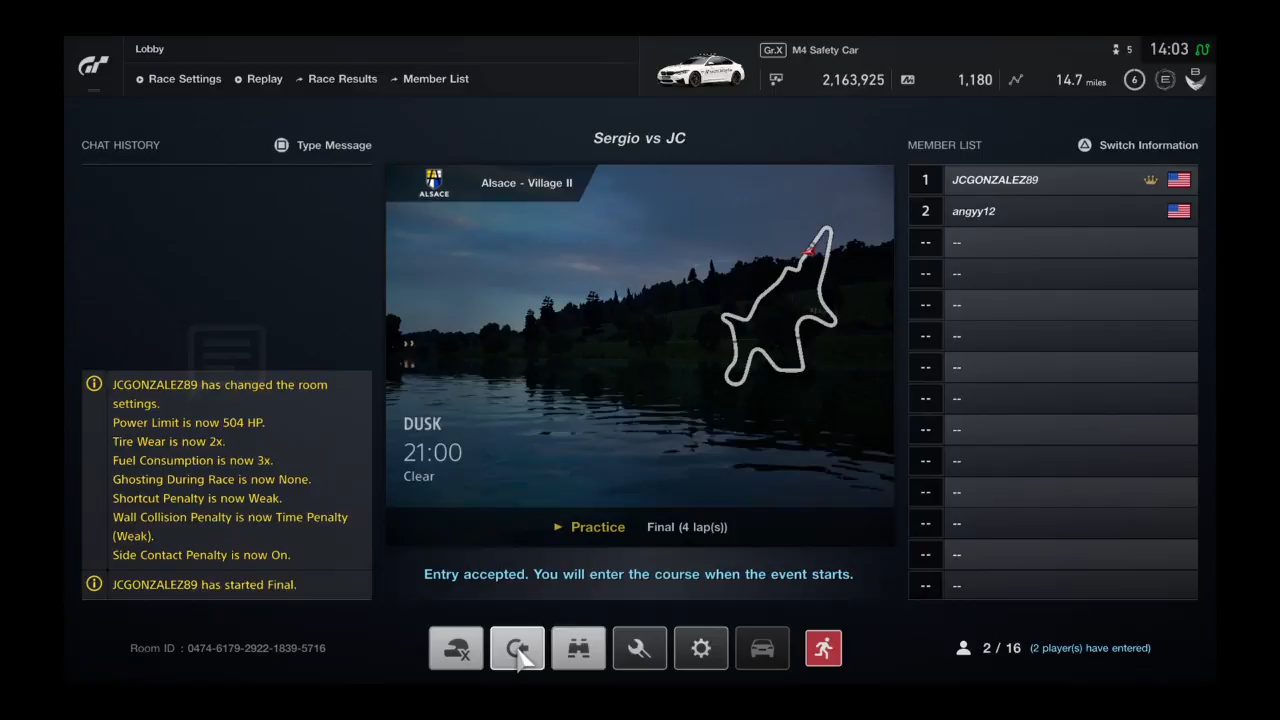 Lobby
Race Settings Replay Race Results Member List
Gr.X M4 Safety Car
5 14:03
2,163,925 1,180 14.7 miles 6 E B
CHAT HISTORY Type Message
Sergio vs JC
MEMBER LIST Switch Information
ALSACE
Alsace - Village II
DUSK
21:00
Clear
Practice Final (4 lap(s))
Entry accepted. You will enter the course when the event starts.
JCGONZALEZ89 has changed the room
settings.
Power Limit is now 504 HP.
Tire Wear is now 2x.
Fuel Consumption is now 3x.
Ghosting During Race is now None.
Shortcut Penalty is now Weak.
Wall Collision Penalty is now Time Penalty
(Weak).
Side Contact Penalty is now On.
JCGONZALEZ89 has started Final.
1 JCGONZALEZ89
2 angyy12
-- --
-- --
-- --
-- --
-- --
-- --
-- --
-- --
-- --
-- --
-- --
-- --
Room ID : 0474-6179-2922-1839-5716
2 / 16 (2 player(s) have entered)